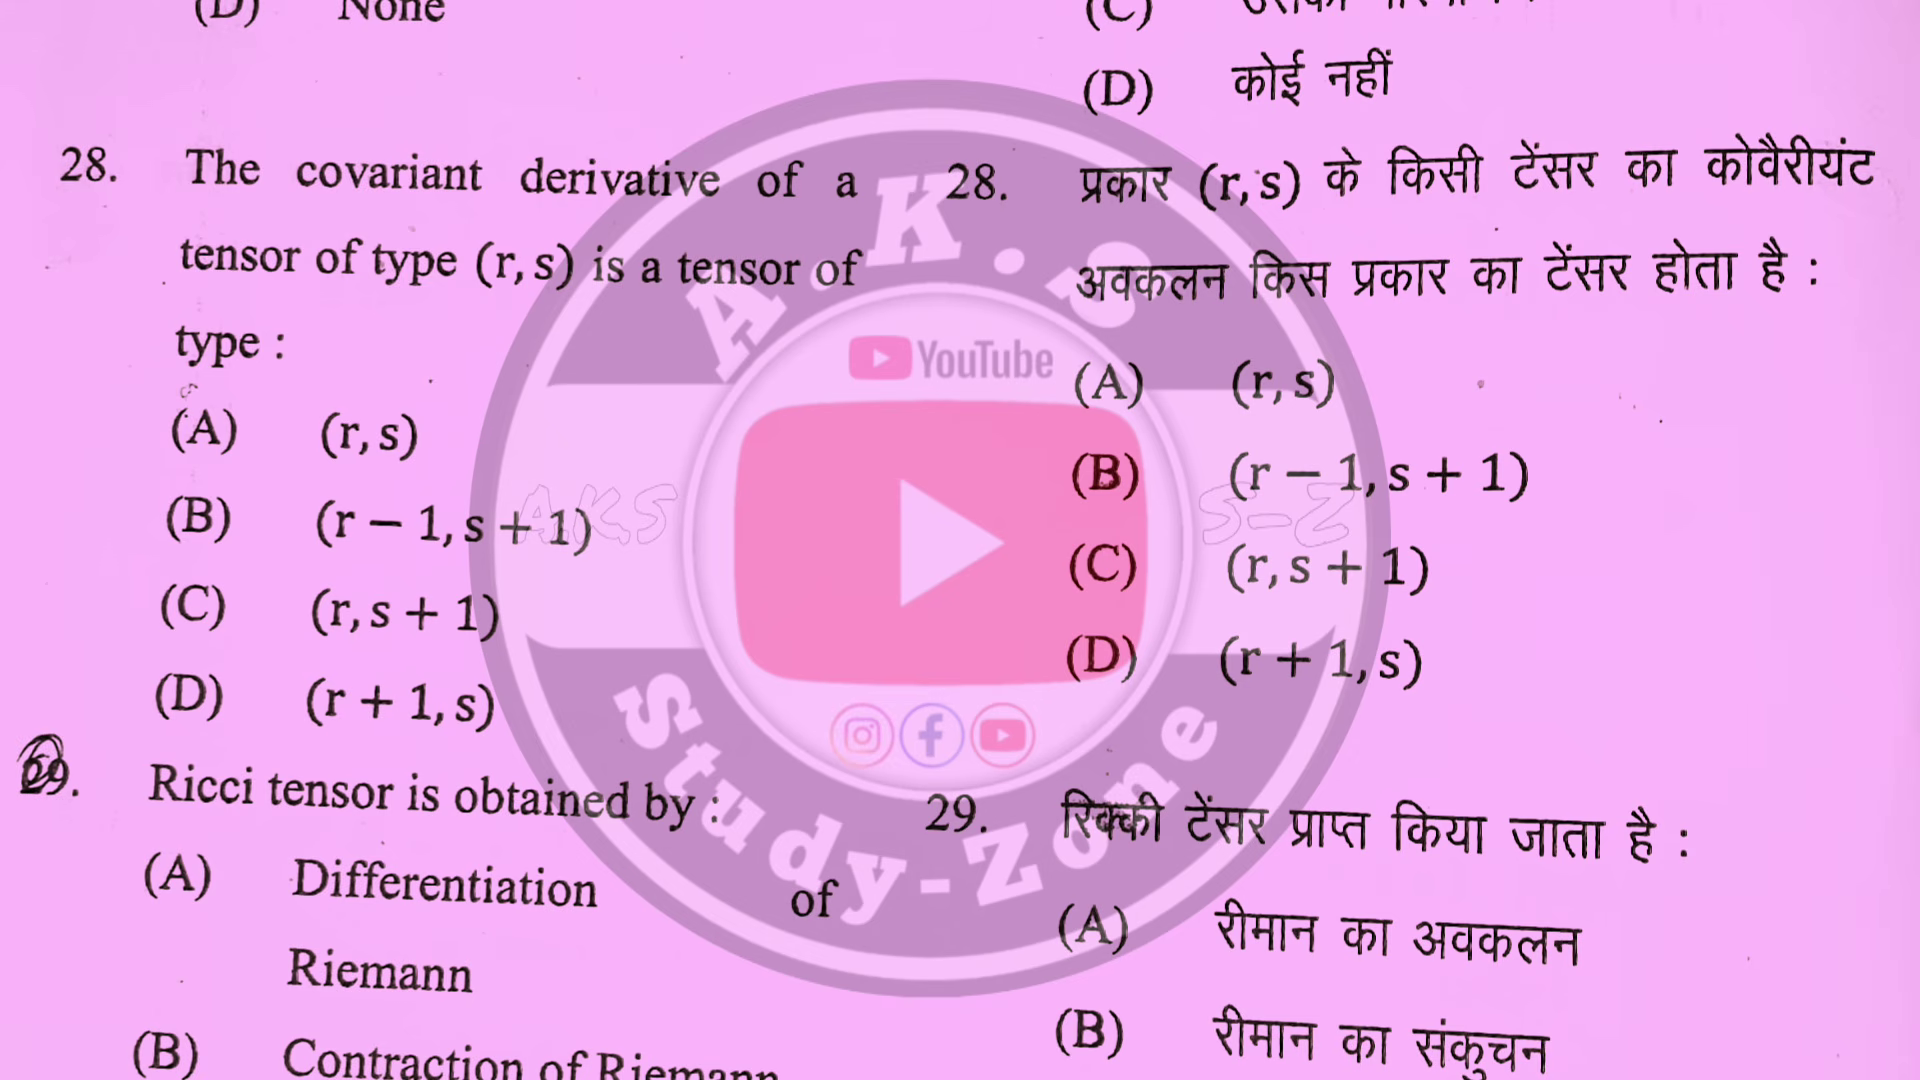 (D) None
28. The covariant derivative of a
tensor of type (r, s) is a tensor of
type :
(A) (r, s)
(B) (r − 1, s + 1)
(C) (r, s + 1)
(D) (r + 1, s)
29. Ricci tensor is obtained by :
(A) Differentiation of
Riemann
(B) Contraction of Riemann
(C)
(D) कोई नहीं
28. प्रकार (r, s) के किसी टेंसर का कोवैरीयंट
अवकलन किस प्रकार का टेंसर होता है :
(A) (r, s)
(B) (r − 1, s + 1)
(C) (r, s + 1)
(D) (r + 1, s)
29. रिक्की टेंसर प्राप्त किया जाता है :
(A) रीमान का अवकलन
(B) रीमान का संकुचन
A.K.S
YouTube
AKS S-Z
Study-Zone